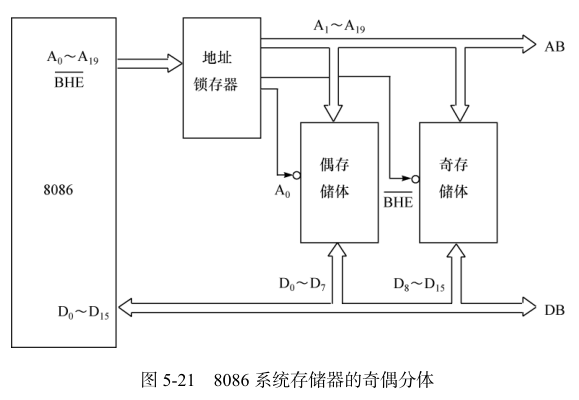 A₁～A₁₉
AB
A₀～A₁₉
B̅H̅E̅
地址
锁存器
偶存
储体
奇存
储体
A₀
B̅H̅E̅
8086
D₀～D₇
D₈～D₁₅
D₀～D₁₅
DB
图 5-21 8086 系统存储器的奇偶分体